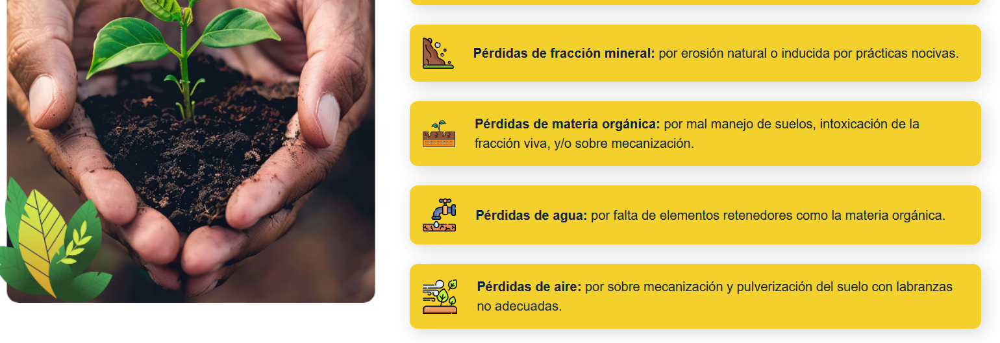 Pérdidas de fracción mineral: por erosión natural o inducida por prácticas nocivas.
Pérdidas de materia orgánica: por mal manejo de suelos, intoxicación de la
fracción viva, y/o sobre mecanización.
Pérdidas de agua: por falta de elementos retenedores como la materia orgánica.
Pérdidas de aire: por sobre mecanización y pulverización del suelo con labranzas
no adecuadas.